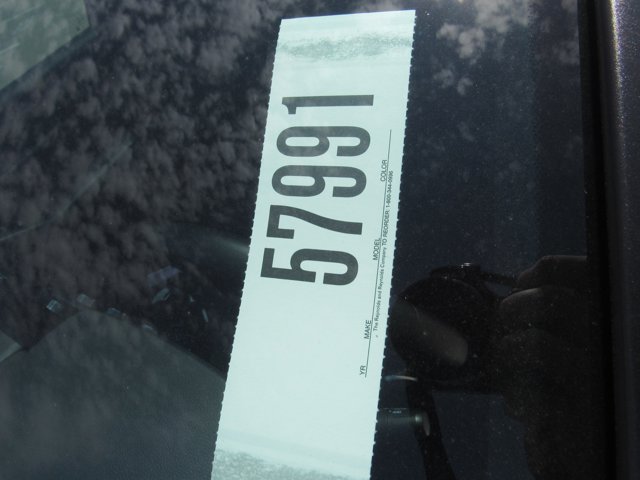 57991
YR MAKE MODEL COLOR
The Reynolds and Reynolds Company TO REORDER: 1-800-344-0996